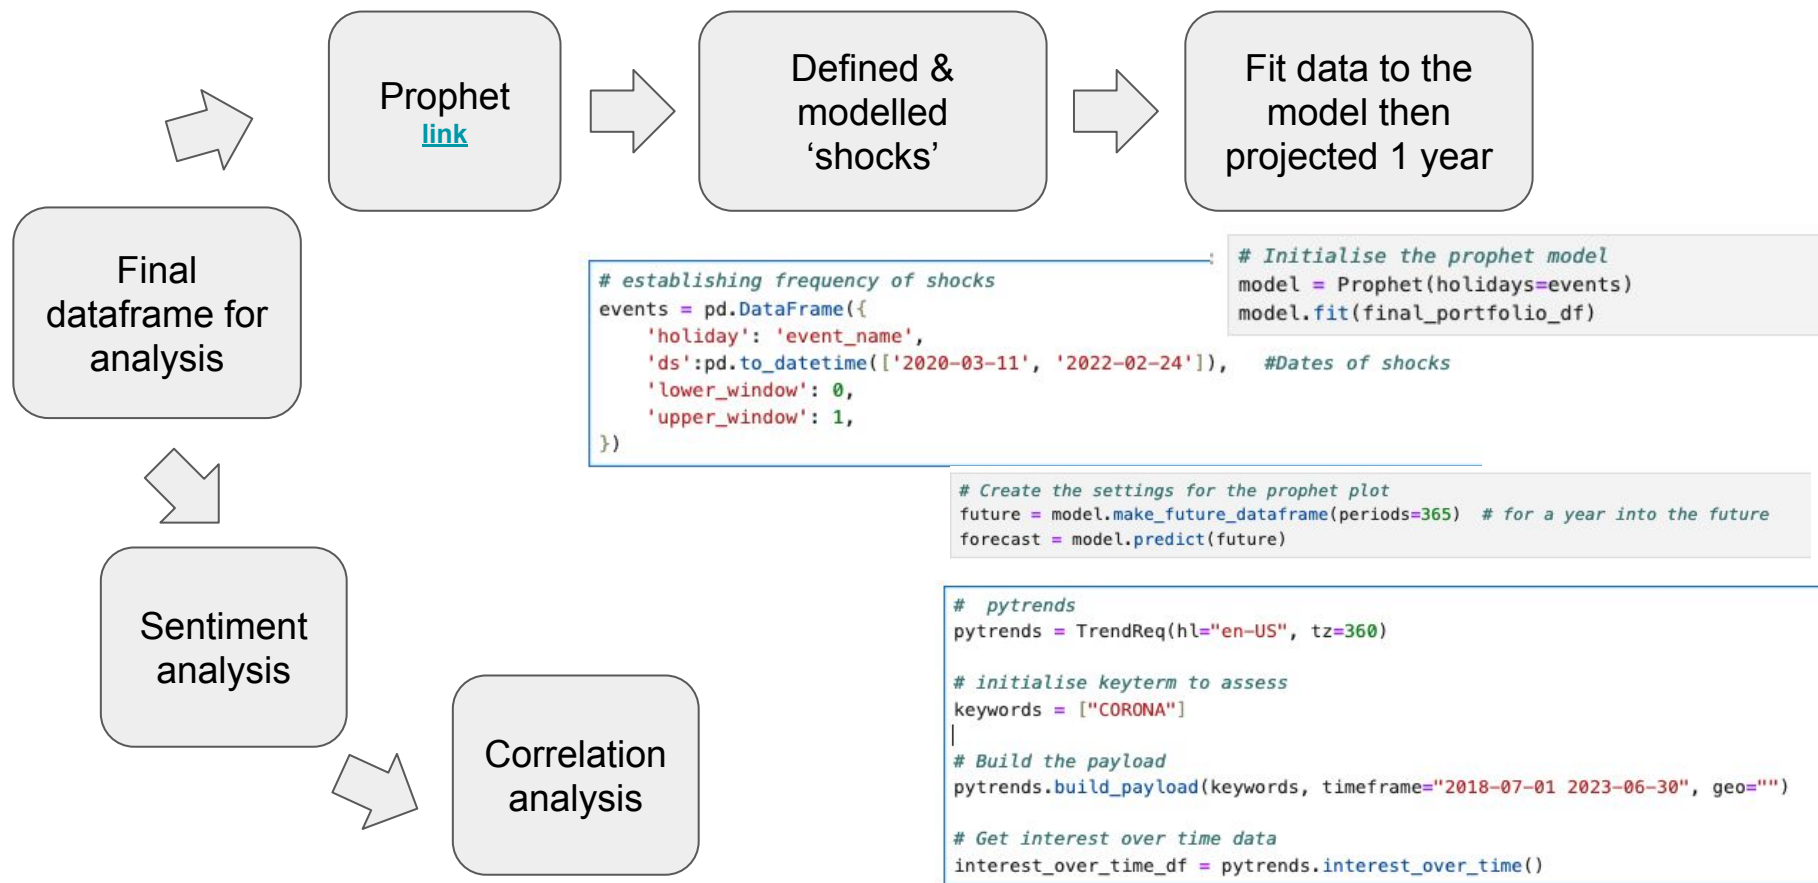 Prophet
link
Defined &
modelled
‘shocks’
Fit data to the
model then
projected 1 year
Final
dataframe for
analysis
Sentiment
analysis
Correlation
analysis
# establishing frequency of shocks
events = pd.DataFrame({
    'holiday': 'event_name',
    'ds':pd.to_datetime(['2020-03-11', '2022-02-24']),   #Dates of shocks
    'lower_window': 0,
    'upper_window': 1,
})
# Initialise the prophet model
model = Prophet(holidays=events)
model.fit(final_portfolio_df)
# Create the settings for the prophet plot
future = model.make_future_dataframe(periods=365)  # for a year into the future
forecast = model.predict(future)
#  pytrends
pytrends = TrendReq(hl="en-US", tz=360)
# initialise keyterm to assess
keywords = ["CORONA"]
# Build the payload
pytrends.build_payload(keywords, timeframe="2018-07-01 2023-06-30", geo="")
# Get interest over time data
interest_over_time_df = pytrends.interest_over_time()